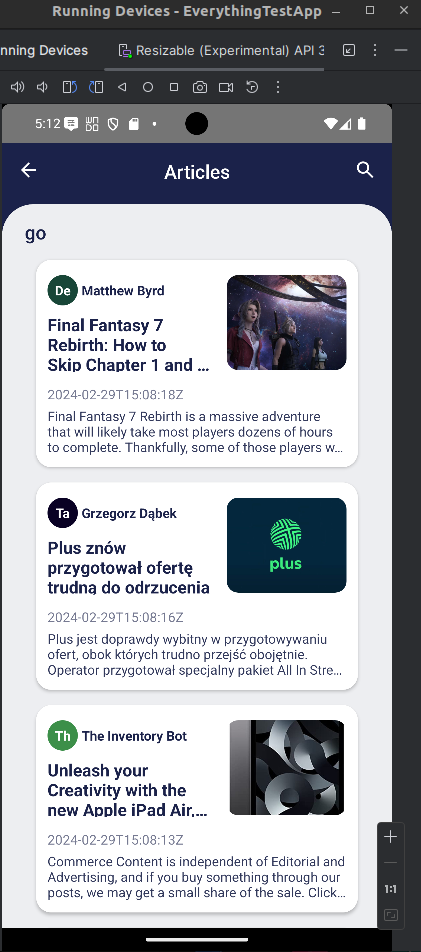 Running Devices - EverythingTestApp
nning Devices
Resizable (Experimental) API 3
5:12
Articles
go
De Matthew Byrd
Final Fantasy 7
Rebirth: How to
Skip Chapter 1 and ...
2024-02-29T15:08:18Z
Final Fantasy 7 Rebirth is a massive adventure
that will likely take most players dozens of hours
to complete. Thankfully, some of those players w...
Ta Grzegorz Dąbek
Plus znów
przygotował ofertę
trudną do odrzucenia
plus
2024-02-29T15:08:16Z
Plus jest doprawdy wybitny w przygotowywaniu
ofert, obok których trudno przejść obojętnie.
Operator przygotował specjalny pakiet All In Stre...
Th The Inventory Bot
Unleash your
Creativity with the
new Apple iPad Air,...
2024-02-29T15:08:13Z
Commerce Content is independent of Editorial and
Advertising, and if you buy something through our
posts, we may get a small share of the sale. Click...
1:1